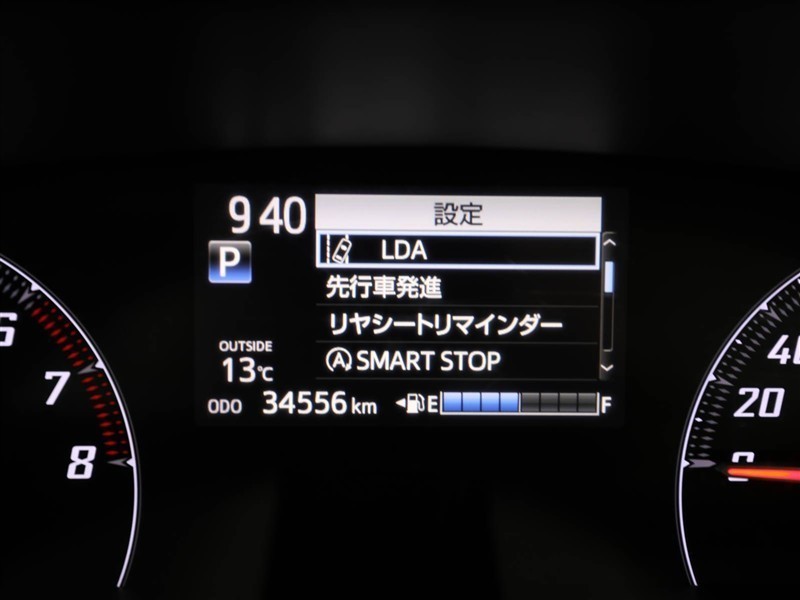 9 40
設定
P
LDA
先行車発進
リヤシートリマインダー
OUTSIDE
13℃
A SMART STOP
ODO 34556 km
E F
6
7
8
40
20
0